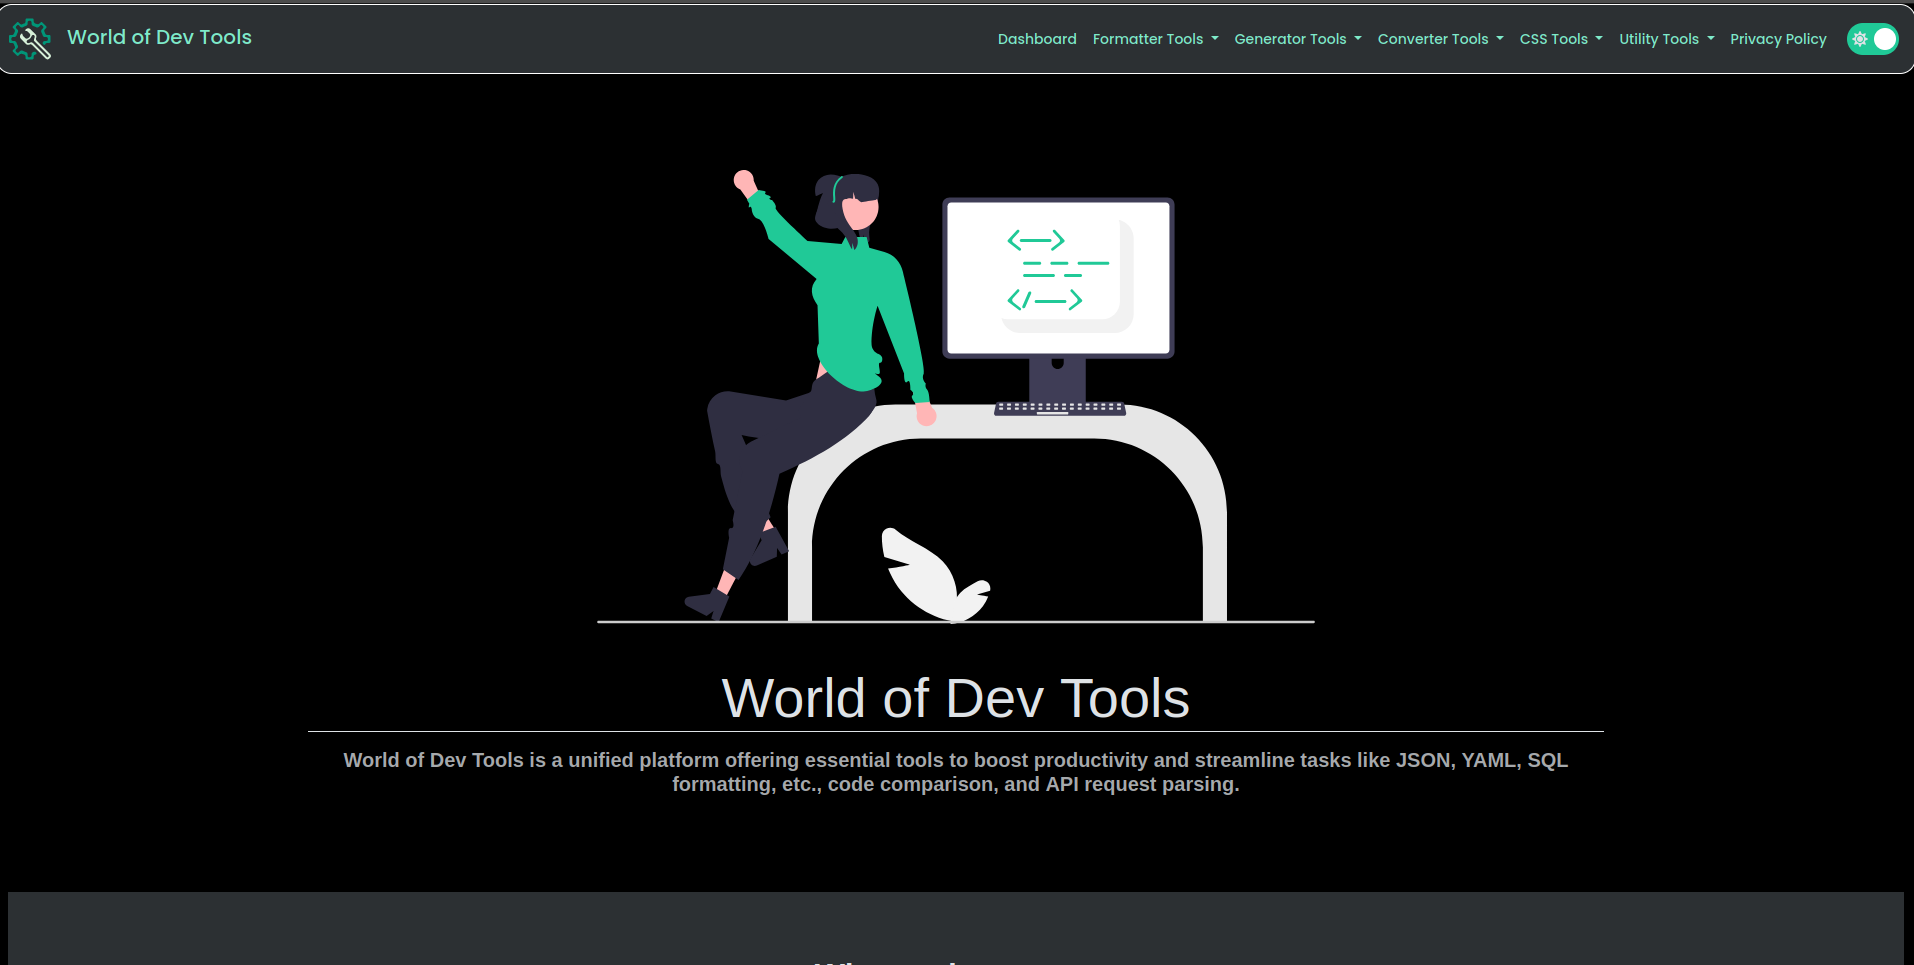 World of Dev Tools
Dashboard Formatter Tools Generator Tools Converter Tools CSS Tools Utility Tools Privacy Policy
World of Dev Tools
World of Dev Tools is a unified platform offering essential tools to boost productivity and streamline tasks like JSON, YAML, SQL
formatting, etc., code comparison, and API request parsing.